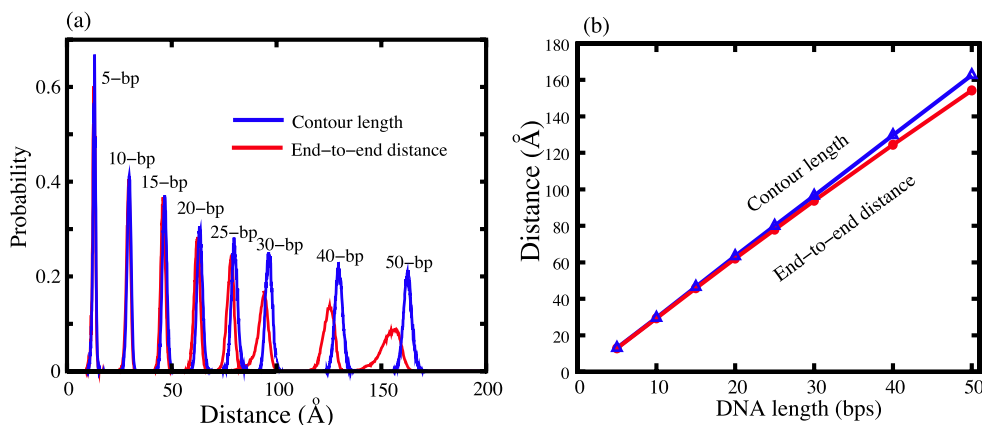 (a)
Probability
0.6
0.4
0.2
0
5−bp
10−bp
15−bp
20−bp
25−bp
30−bp
40−bp
50−bp
Contour length
End−to−end distance
0
50
100
150
200
Distance (Å)
(b)
Distance (Å)
180
160
140
120
100
80
60
40
20
0
Contour length
End−to−end distance
0
10
20
30
40
50
DNA length (bps)